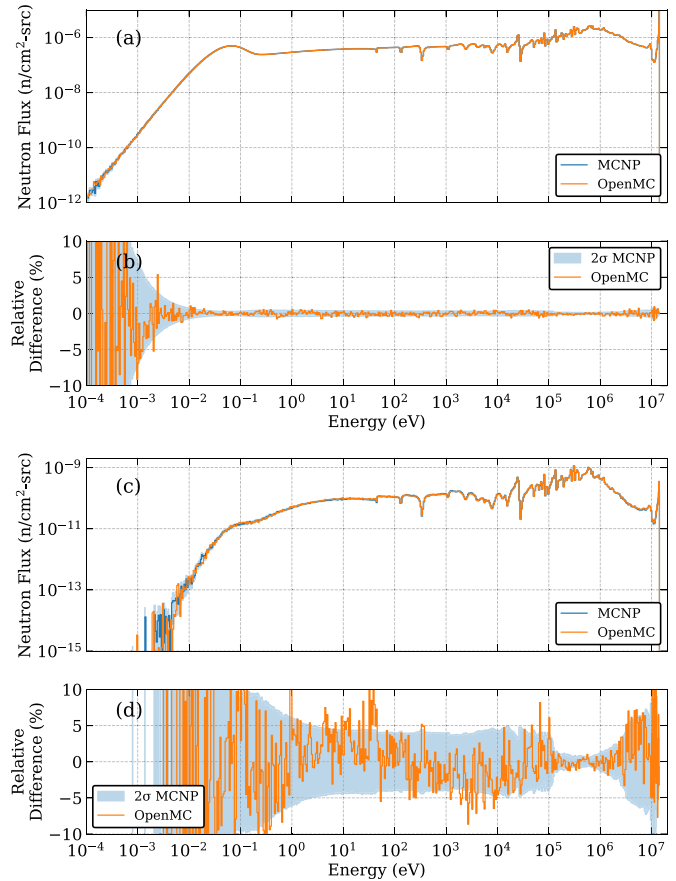 (a)
Neutron Flux (n/cm²-src)
10⁻⁶
10⁻⁸
10⁻¹⁰
10⁻¹²
MCNP
OpenMC
(b)
Relative
Difference (%)
10
5
0
−5
−10
2σ MCNP
OpenMC
10⁻⁴ 10⁻³ 10⁻² 10⁻¹ 10⁰ 10¹ 10² 10³ 10⁴ 10⁵ 10⁶ 10⁷
Energy (eV)
(c)
Neutron Flux (n/cm²-src)
10⁻⁹
10⁻¹¹
10⁻¹³
10⁻¹⁵
MCNP
OpenMC
(d)
Relative
Difference (%)
10
5
0
−5
−10
2σ MCNP
OpenMC
10⁻⁴ 10⁻³ 10⁻² 10⁻¹ 10⁰ 10¹ 10² 10³ 10⁴ 10⁵ 10⁶ 10⁷
Energy (eV)